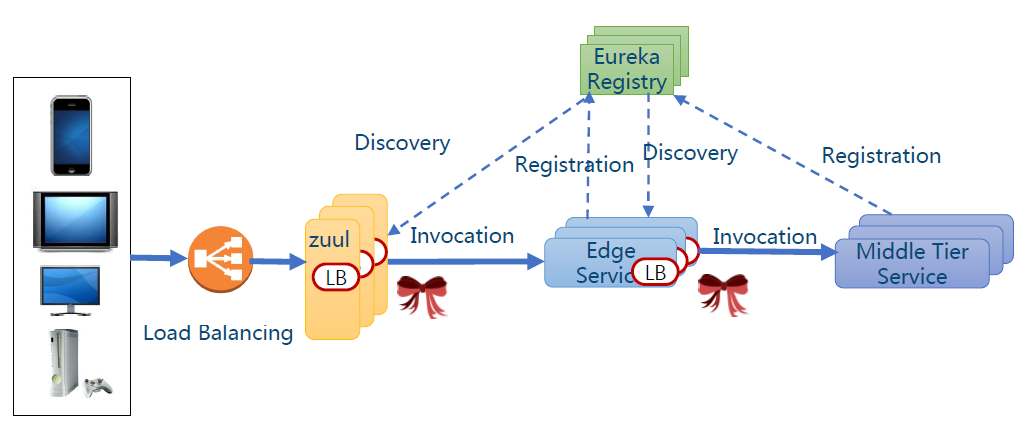 Eureka
Registry
Discovery
Registration
Discovery
Registration
zuul
LB
Invocation
Edge
Servic
LB
Invocation
Middle Tier
Service
Load Balancing